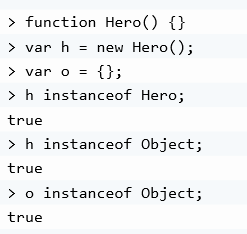 > function Hero() {}
> var h = new Hero();
> var o = {};
> h instanceof Hero;
true
> h instanceof Object;
true
> o instanceof Object;
true